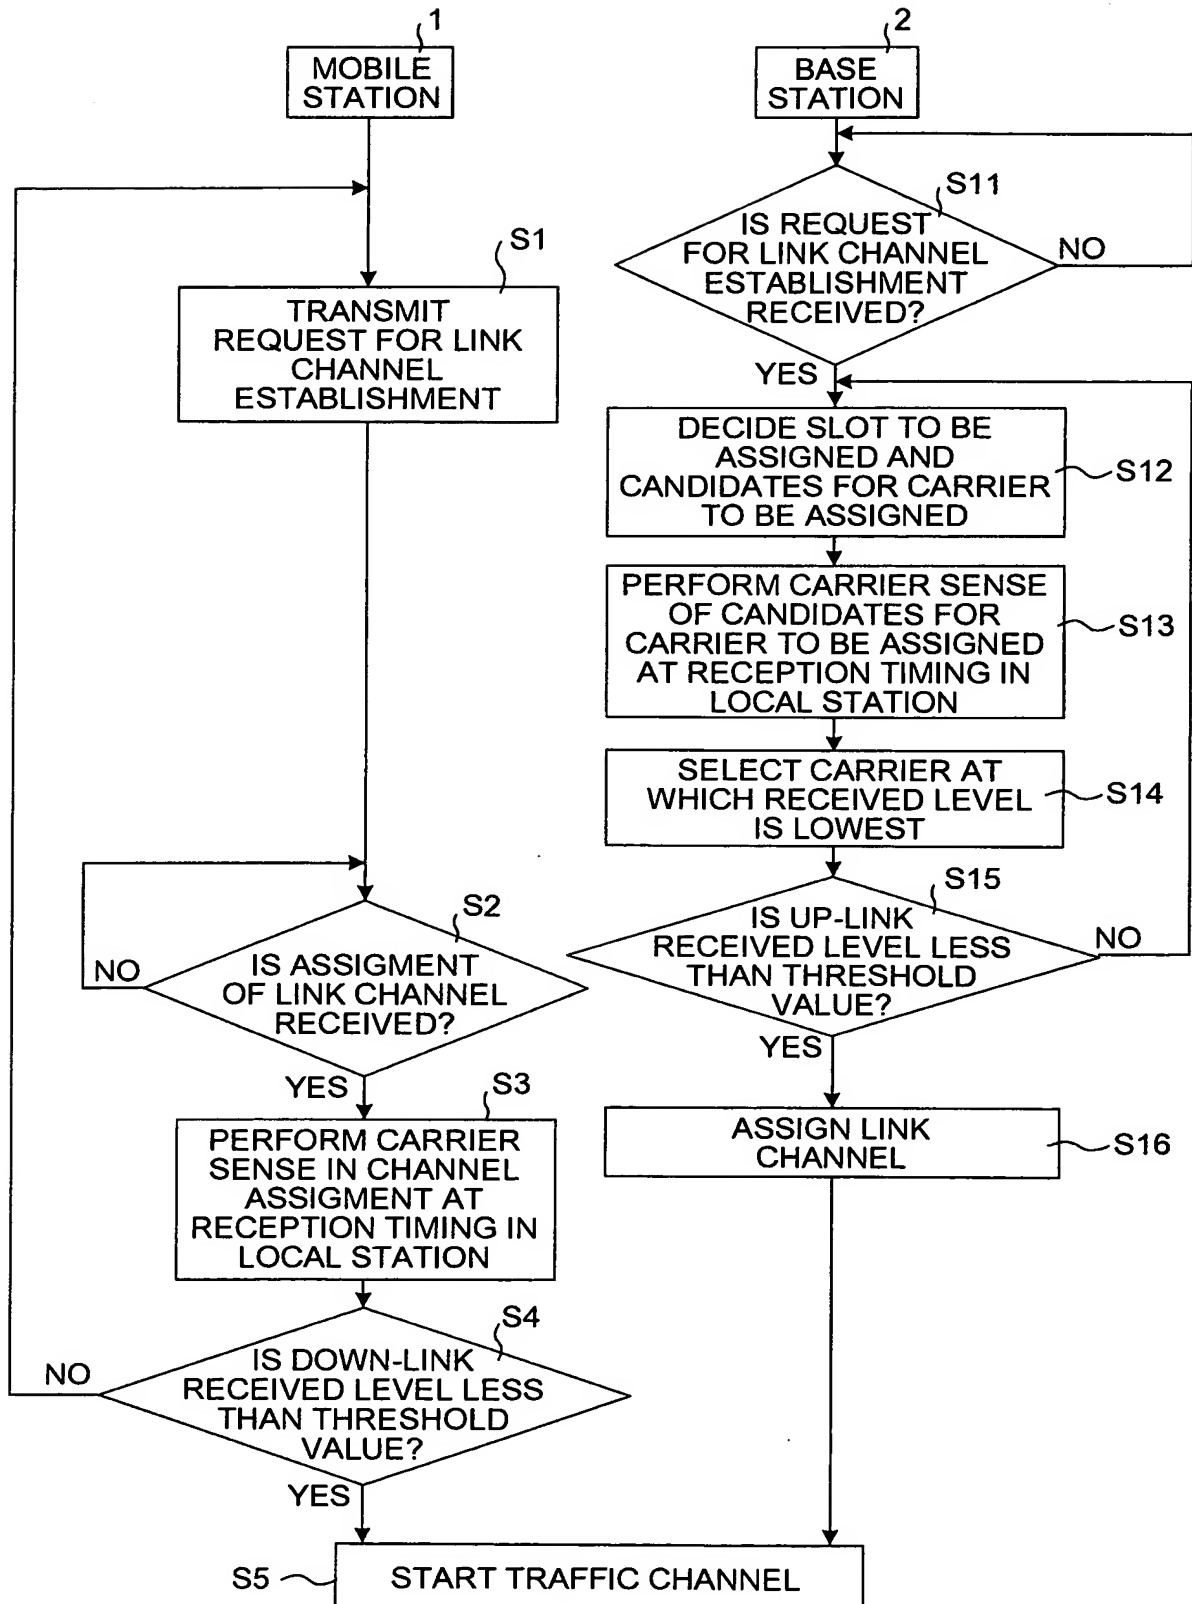 1
MOBILE
STATION
2
BASE
STATION
S1
TRANSMIT
REQUEST FOR LINK
CHANNEL
ESTABLISHMENT
S11
IS REQUEST
FOR LINK CHANNEL
ESTABLISHMENT
RECEIVED?
NO
YES
DECIDE SLOT TO BE
ASSIGNED AND
CANDIDATES FOR CARRIER
TO BE ASSIGNED
S12
PERFORM CARRIER SENSE
OF CANDIDATES FOR
CARRIER TO BE ASSIGNED
AT RECEPTION TIMING IN
LOCAL STATION
S13
SELECT CARRIER AT
WHICH RECEIVED LEVEL
IS LOWEST
S14
S15
IS UP-LINK
RECEIVED LEVEL LESS
THAN THRESHOLD
VALUE?
NO
YES
ASSIGN LINK
CHANNEL
S16
S2
IS ASSIGMENT
OF LINK CHANNEL
RECEIVED?
NO
YES
S3
PERFORM CARRIER
SENSE IN CHANNEL
ASSIGMENT AT
RECEPTION TIMING IN
LOCAL STATION
S4
IS DOWN-LINK
RECEIVED LEVEL LESS
THAN THRESHOLD
VALUE?
NO
YES
S5
START TRAFFIC CHANNEL